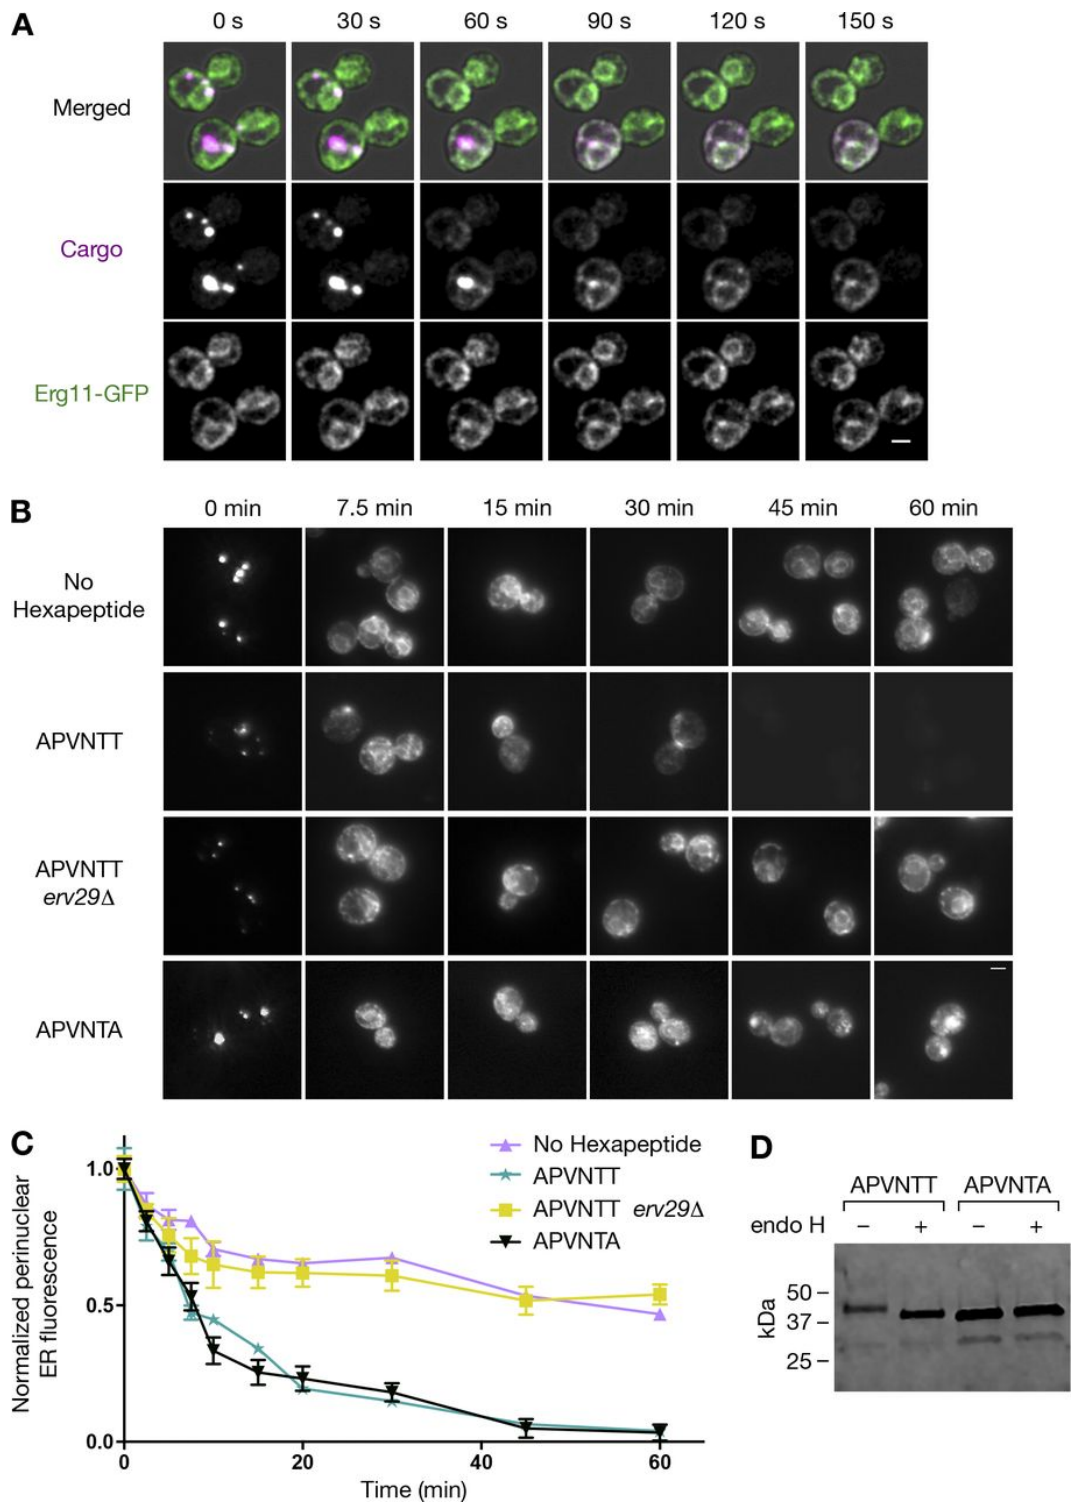 A
0 s 30 s 60 s 90 s 120 s 150 s
Merged
Cargo
Erg11-GFP
B
0 min 7.5 min 15 min 30 min 45 min 60 min
No
Hexapeptide
APVNTT
APVNTT
erv29Δ
APVNTA
C
Normalized perinuclear
ER fluorescence
1.0
0.5
0.0
0 20 40 60
Time (min)
No Hexapeptide
APVNTT
APVNTT erv29Δ
APVNTA
D
APVNTT APVNTA
endo H – + – +
kDa
50
37
25